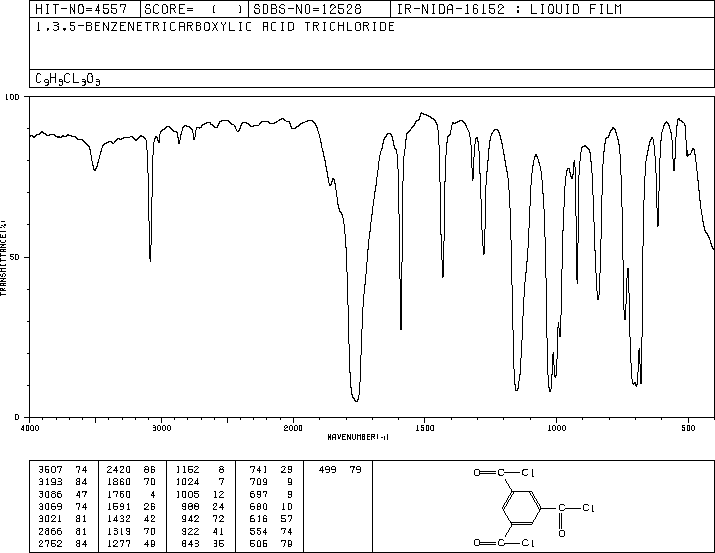 HIT-NO=4557 SCORE= ( ) SDBS-NO=12528 IR-NIDA-16152 : LIQUID FILM
1,3,5-BENZENETRICARBOXYLIC ACID TRICHLORIDE
C₉H₃CL₃O₃
100
50
0
TRANSMITTANCE(%)
4000 3000 2000 1500 1000 500
WAVENUMBER(-1)
3507 74 2420 86 1152 8 741 29 499 79
3193 84 1860 70 1024 7 709 9
3086 47 1760 4 1005 12 697 9
3069 74 1591 26 988 24 680 10
3021 81 1432 42 942 72 616 57
2866 81 1319 70 922 41 554 74
2752 84 1277 49 843 35 506 79
O C Cl
Cl
C
O
O C Cl